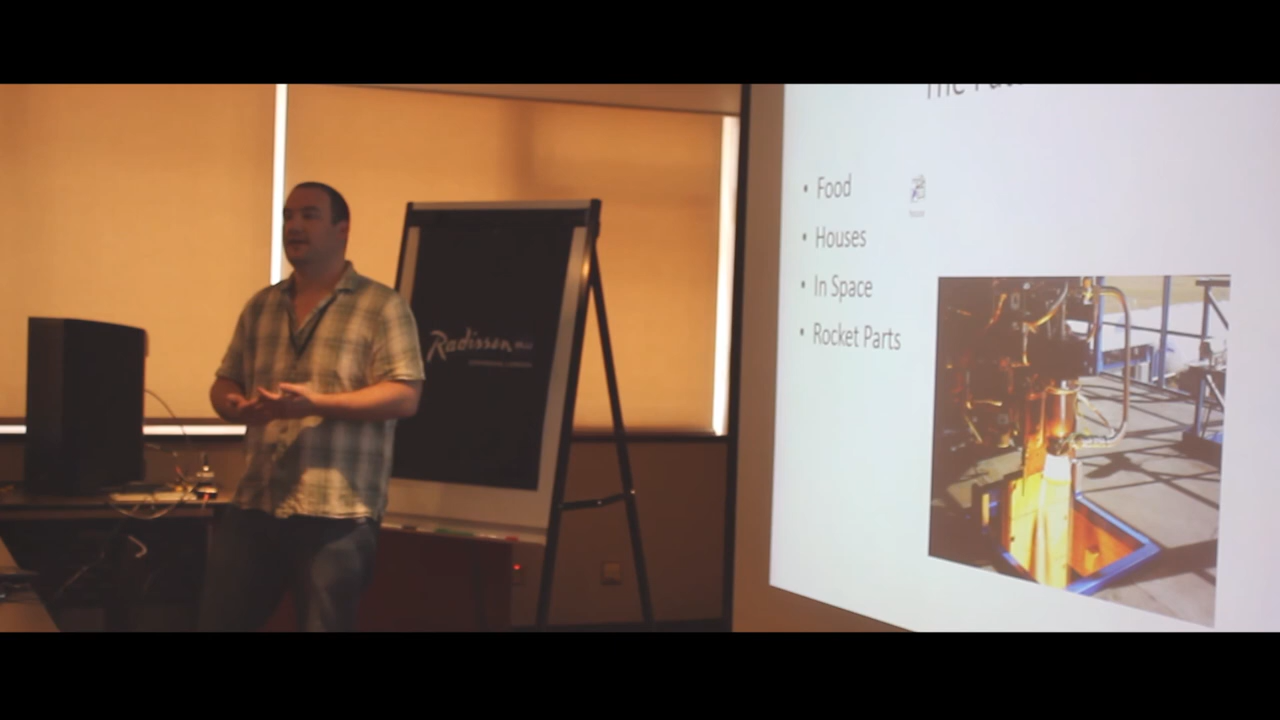 Radisson
• Food
• Houses
• In Space
• Rocket Parts